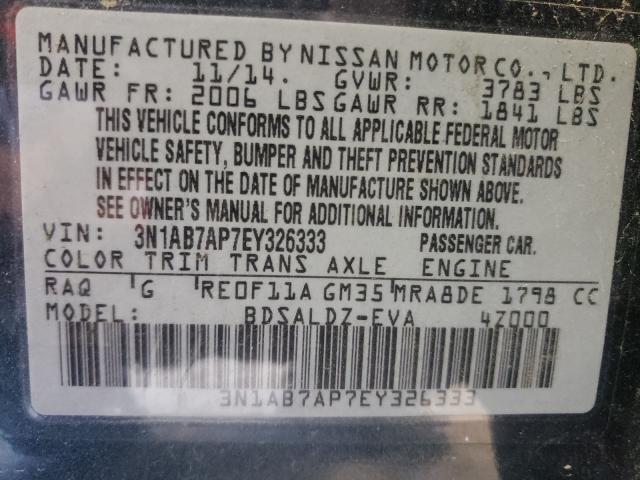 MANUFACTURED BY NISSAN MOTOR CO., LTD.
DATE: 11/14. GVWR: 3783 LBS
GAWR FR: 2006 LBS GAWR RR: 1841 LBS
THIS VEHICLE CONFORMS TO ALL APPLICABLE FEDERAL MOTOR
VEHICLE SAFETY, BUMPER AND THEFT PREVENTION STANDARDS
IN EFFECT ON THE DATE OF MANUFACTURE SHOWN ABOVE.
SEE OWNER'S MANUAL FOR ADDITIONAL INFORMATION.
VIN: 3N1AB7AP7EY326333 PASSENGER CAR.
COLOR TRIM TRANS AXLE ENGINE
RAQ G RE0F11A GM35 MRA8DE 1798 CC
MODEL: BDSALDZ-EVA 4Z000
3N1AB7AP7EY326333